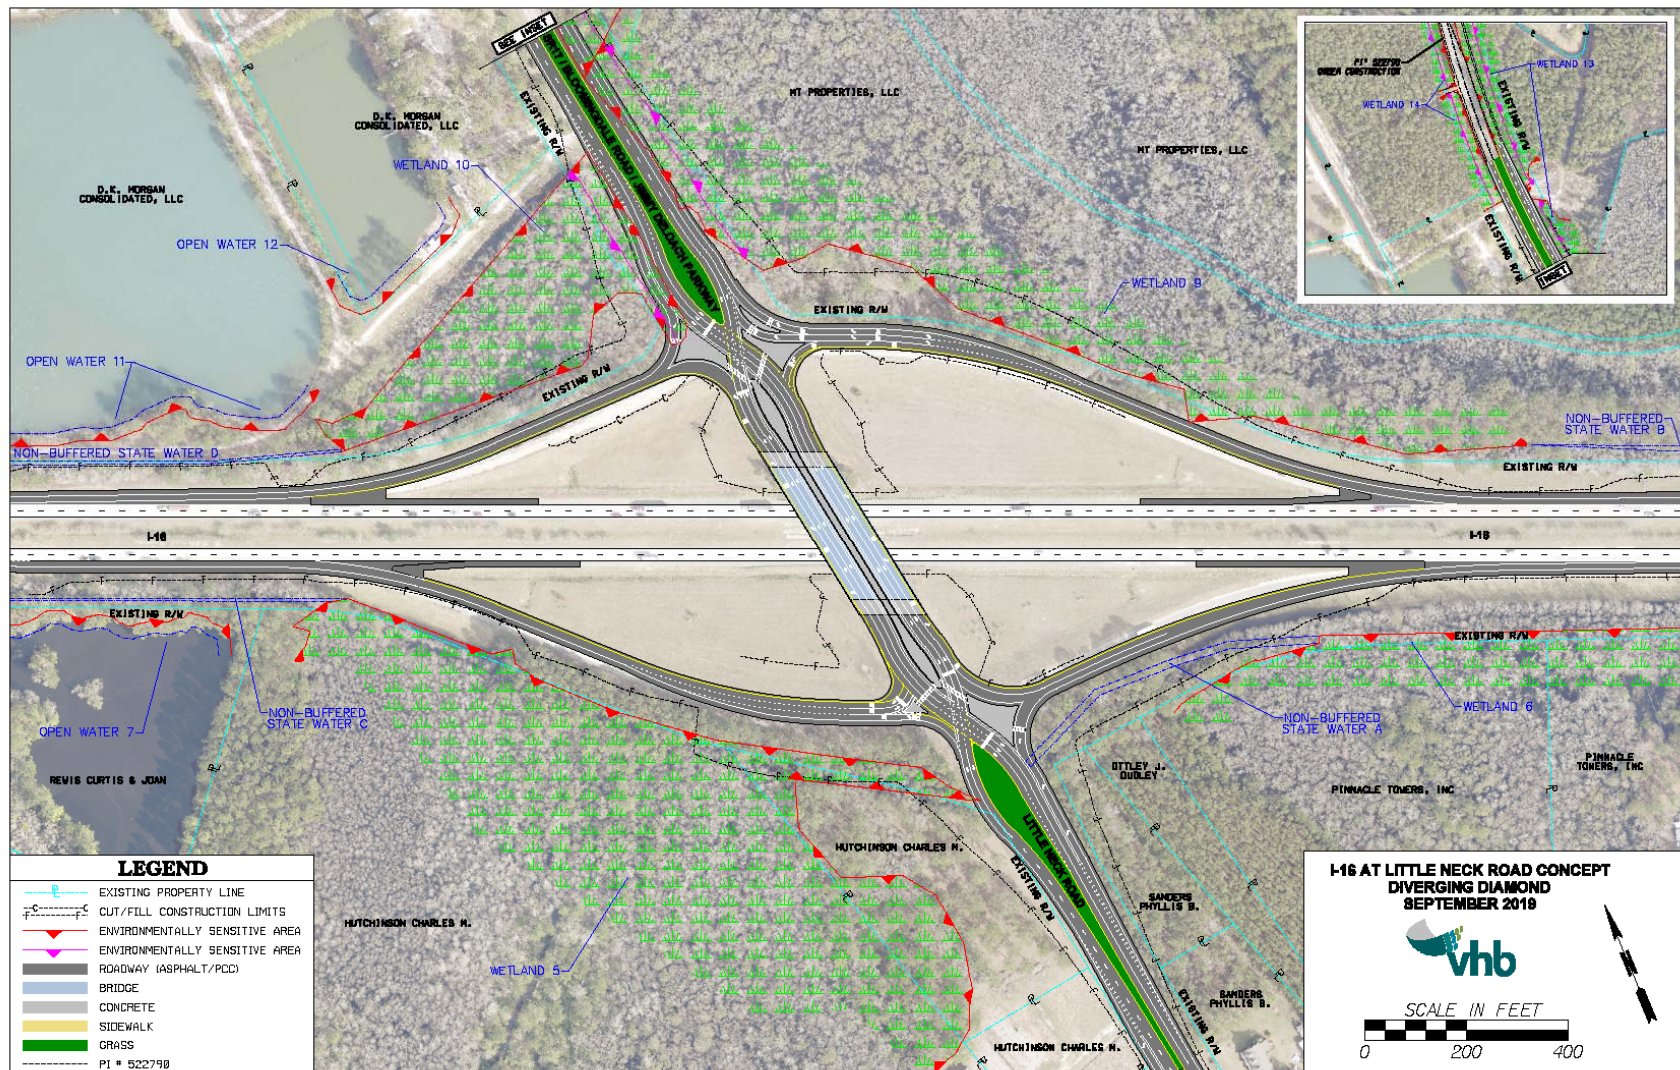 SEE INSET
D.K. MORGAN
CONSOLIDATED, LLC
D.K. MORGAN
CONSOLIDATED, LLC
OPEN WATER 12
OPEN WATER 11
WETLAND 10
EXISTING R/W
MT PROPERTIES, LLC
MT PROPERTIES, LLC
WETLAND 9
EXISTING R/W
EXISTING R/W
NON-BUFFERED STATE WATER D
NON-BUFFERED
STATE WATER B
EXISTING R/W
PI# 522790
UNDER CONSTRUCTION
WETLAND 13
WETLAND 14
EXISTING R/W
EXISTING R/W
INSET
I-16
I-16
EXISTING R/W
OPEN WATER 7
NON-BUFFERED
STATE WATER C
REWIS CURTIS & JOAN
EXISTING R/W
WETLAND 6
NON-BUFFERED
STATE WATER A
OTTLEY J.
DUDLEY
PINNACLE
TOWERS, INC
PINNACLE TOWERS, INC
HUTCHINSON CHARLES M.
HUTCHINSON CHARLES M.
HUTCHINSON CHARLES M.
WETLAND 5
LITTLE NECK ROAD
EXISTING R/W
EXISTING R/W
SANDERS
PHYLLIS B.
SANDERS
PHYLLIS B.
LEGEND
EXISTING PROPERTY LINE
CUT/FILL CONSTRUCTION LIMITS
ENVIRONMENTALLY SENSITIVE AREA
ENVIRONMENTALLY SENSITIVE AREA
ROADWAY (ASPHALT/PCC)
BRIDGE
CONCRETE
SIDEWALK
GRASS
PI # 522790
I-16 AT LITTLE NECK ROAD CONCEPT
DIVERGING DIAMOND
SEPTEMBER 2019
vhb
SCALE IN FEET
0 200 400